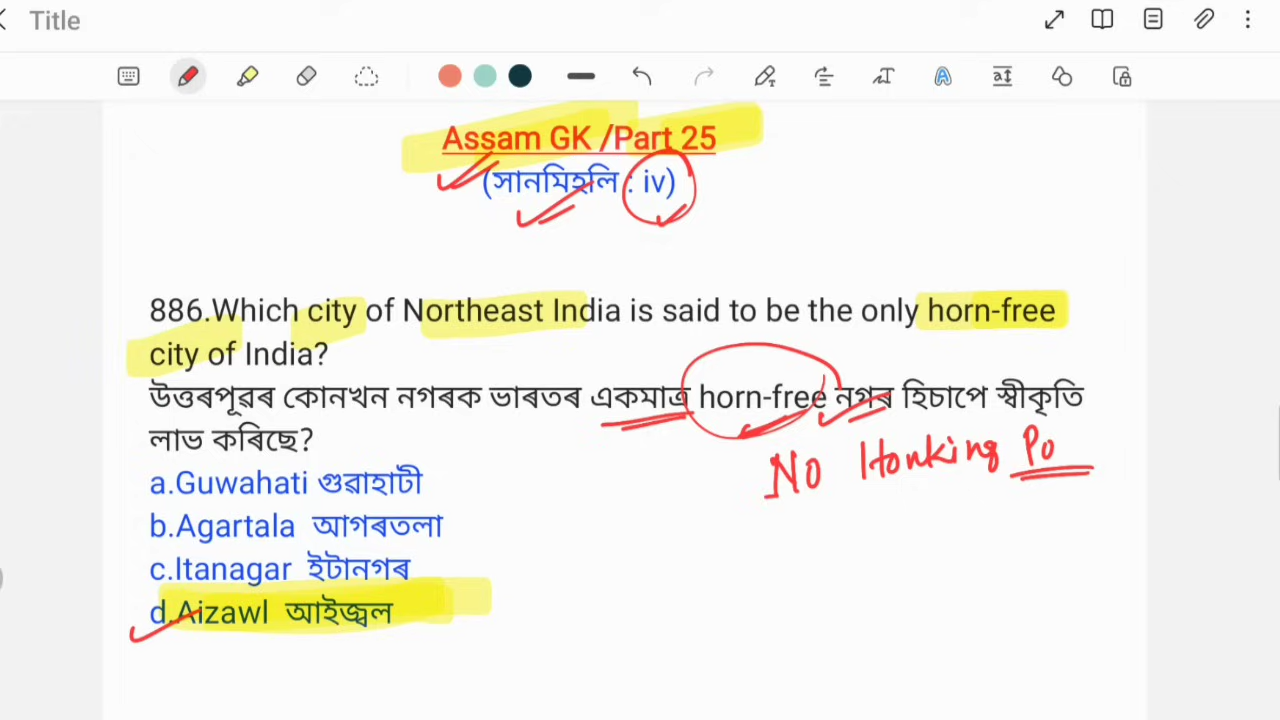 Title
Assam GK /Part 25
(সানমিহলি : iv)
886.Which city of Northeast India is said to be the only horn-free
city of India?
উত্তৰপূৱৰ কোনখন নগৰক ভাৰতৰ একমাত্ৰ horn-free নগৰ হিচাপে স্বীকৃতি
লাভ কৰিছে?
No Honking Po
a.Guwahati গুৱাহাটী
b.Agartala আগৰতলা
c.Itanagar ইটানগৰ
d.Aizawl আইজ্বল